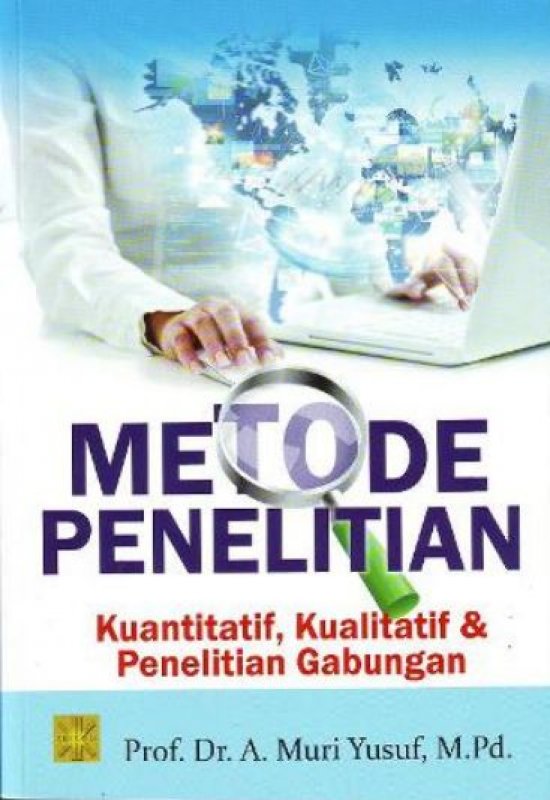 METODE
PENELITIAN
Kuantitatif, Kualitatif &
Penelitian Gabungan
Prof. Dr. A. Muri Yusuf, M.Pd.